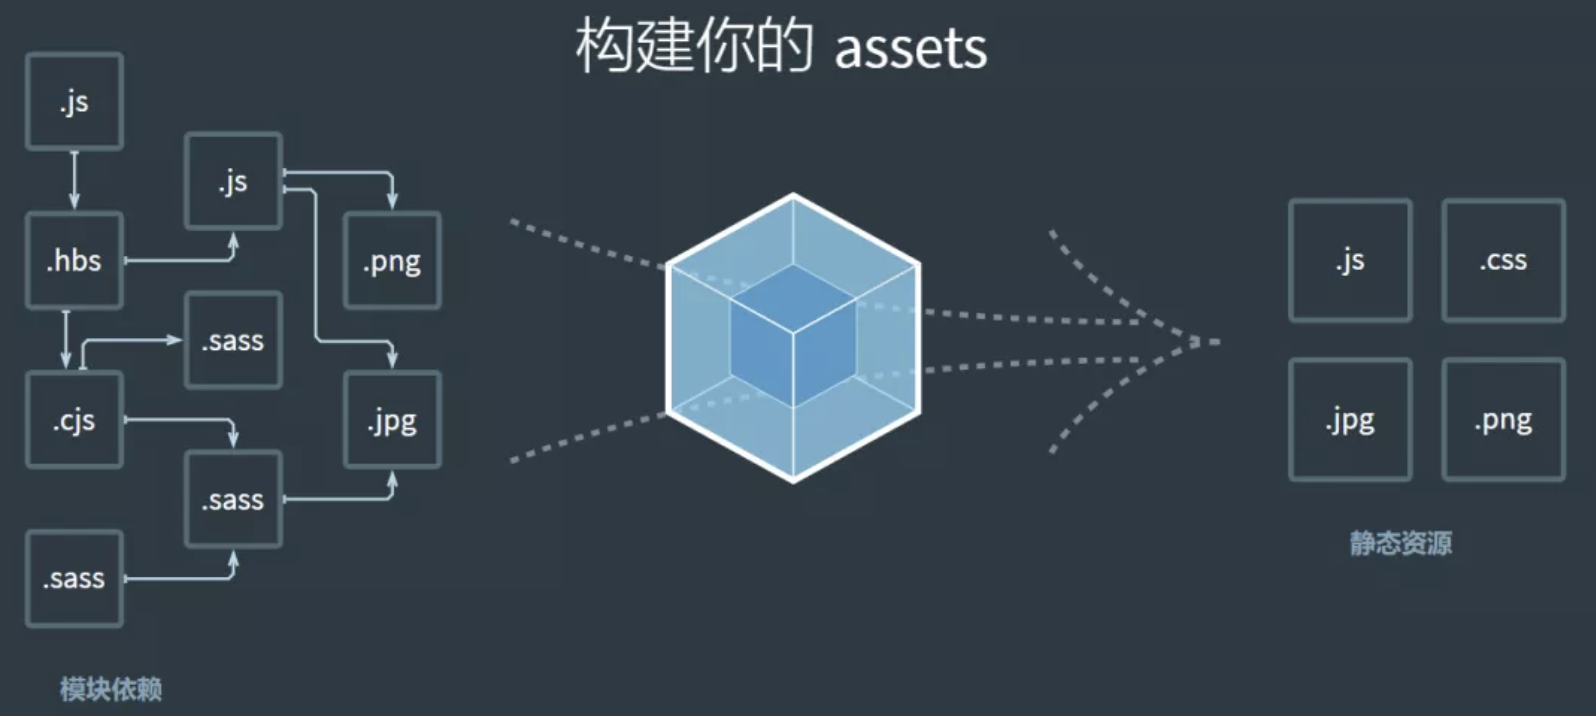 构建你的 assets
.js
.js
.hbs
.png
.sass
.cjs
.jpg
.sass
.sass
模块依赖
.js
.css
.jpg
.png
静态资源